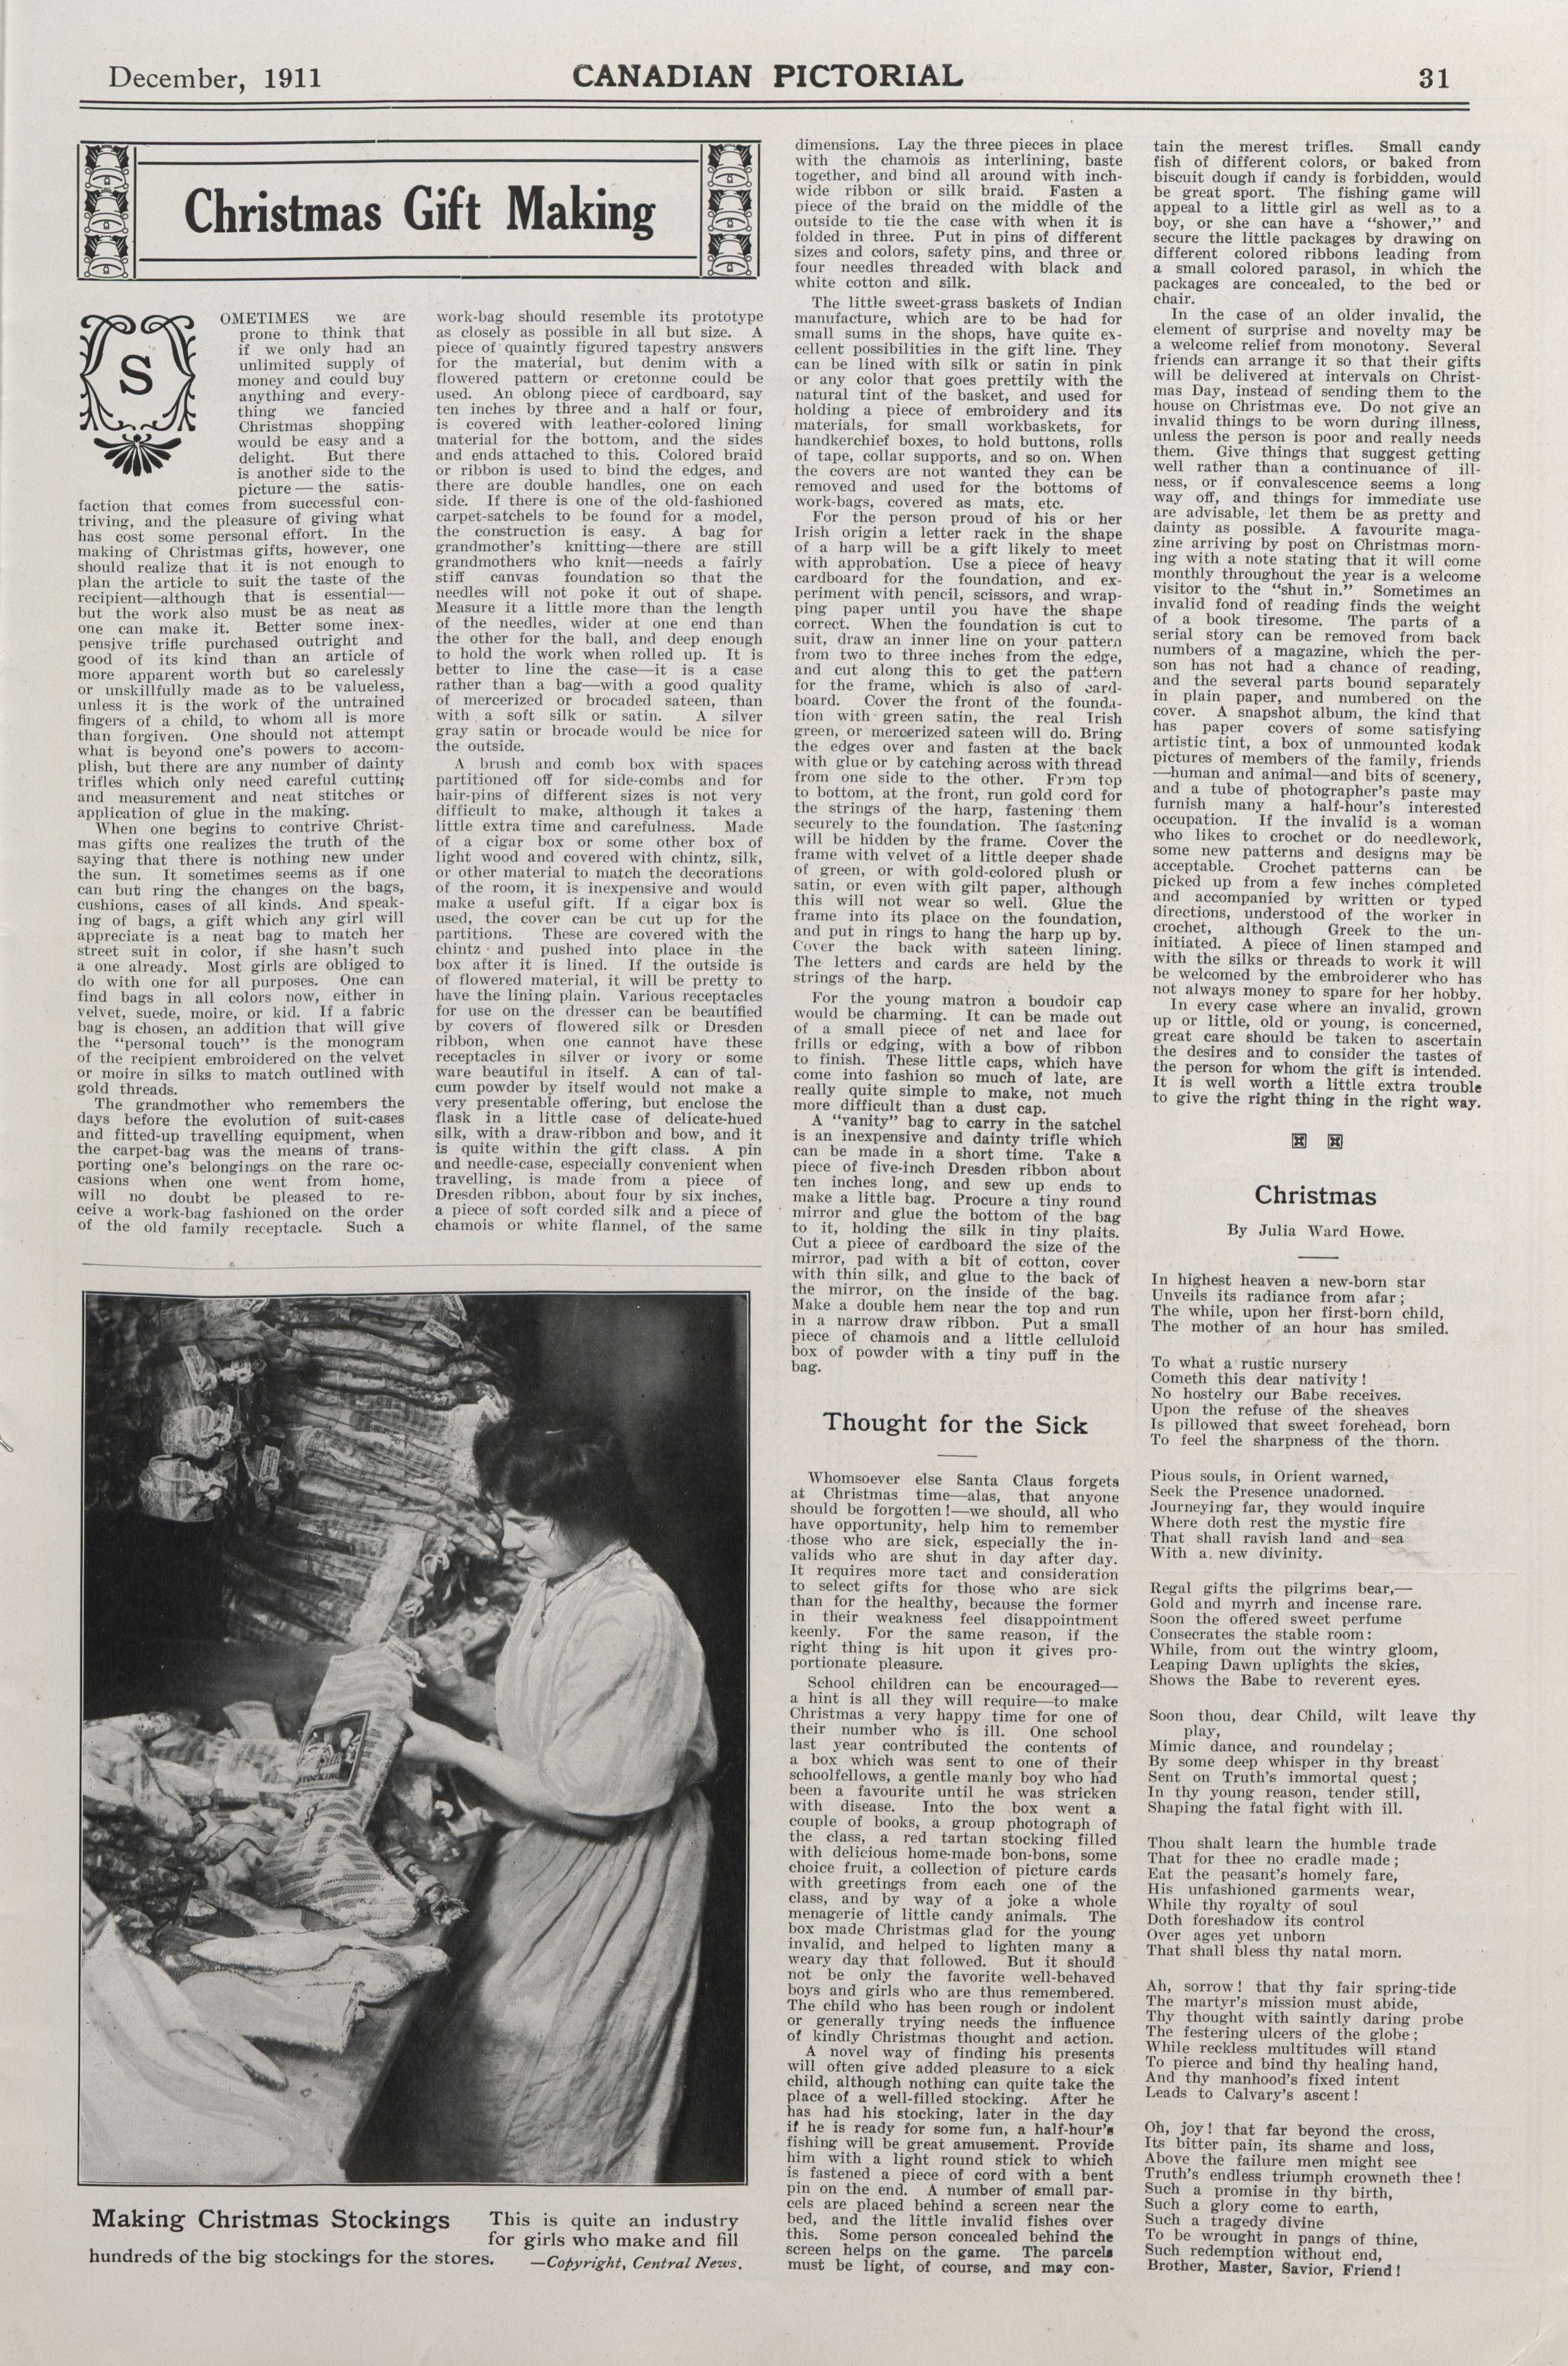 December, 1911
CANADIAN PICTORIAL
31
Christmas Gift Making
SOMETIMES we are
prone to think that
if we only had an
unlimited supply of
money and could buy
anything and every-
thing we fancied
Christmas shopping
would be easy and a
delight. But there
is another side to the
picture — the satis-
faction that comes from successful con-
triving, and the pleasure of giving what
has cost some personal effort. In the
making of Christmas gifts, however, one
should realize that it is not enough to
plan the article to suit the taste of the
recipient—although that is essential—
but the work also must be as neat as
one can make it. Better some inex-
pensive trifle purchased outright and
good of its kind than an article of
more apparent worth but so carelessly
or unskillfully made as to be valueless,
unless it is the work of the untrained
fingers of a child, to whom all is more
than forgiven. One should not attempt
what is beyond one's powers to accom-
plish, but there are any number of dainty
trifles which only need careful cutting
and measurement and neat stitches or
application of glue in the making.
When one begins to contrive Christ-
mas gifts one realizes the truth of the
saying that there is nothing new under
the sun. It sometimes seems as if one
can but ring the changes on the bags,
cushions, cases of all kinds. And speak-
ing of bags, a gift which any girl will
appreciate is a neat bag to match her
street suit in color, if she hasn't such
a one already. Most girls are obliged to
do with one for all purposes. One can
find bags in all colors now, either in
velvet, suede, moire, or kid. If a fabric
bag is chosen, an addition that will give
the "personal touch" is the monogram
of the recipient embroidered on the velvet
or moire in silks to match outlined with
gold threads.
The grandmother who remembers the
days before the evolution of suit-cases
and fitted-up travelling equipment, when
the carpet-bag was the means of trans-
porting one's belongings on the rare oc-
casions when one went from home,
will no doubt be pleased to re-
ceive a work-bag fashioned on the order
of the old family receptacle. Such a
work-bag should resemble its prototype
as closely as possible in all but size. A
piece of quaintly figured tapestry answers
for the material, but denim with a
flowered pattern or cretonne could be
used. An oblong piece of cardboard, say
ten inches by three and a half or four,
is covered with leather-colored lining
material for the bottom, and the sides
and ends attached to this. Colored braid
or ribbon is used to bind the edges, and
there are double handles, one on each
side. If there is one of the old-fashioned
carpet-satchels to be found for a model,
the construction is easy. A bag for
grandmother's knitting—there are still
grandmothers who knit—needs a fairly
stiff canvas foundation so that the
needles will not poke it out of shape.
Measure it a little more than the length
of the needles, wider at one end than
the other for the ball, and deep enough
to hold the work when rolled up. It is
better to line the case—it is a case
rather than a bag—with a good quality
of mercerized or brocaded sateen, than
with a soft silk or satin. A silver
gray satin or brocade would be nice for
the outside.
A brush and comb box with spaces
partitioned off for side-combs and for
hair-pins of different sizes is not very
difficult to make, although it takes a
little extra time and carefulness. Made
of a cigar box or some other box of
light wood and covered with chintz, silk,
or other material to match the decorations
of the room, it is inexpensive and would
make a useful gift. If a cigar box is
used, the cover can be cut up for the
partitions. These are covered with the
chintz and pushed into place in the
box after it is lined. If the outside is
of flowered material, it will be pretty to
have the lining plain. Various receptacles
for use on the dresser can be beautified
by covers of flowered silk or Dresden
ribbon, when one cannot have these
receptacles in silver or ivory or some
ware beautiful in itself. A can of tal-
cum powder by itself would not make a
very presentable offering, but enclose the
flask in a little case of delicate-hued
silk, with a draw-ribbon and bow, and it
is quite within the gift class. A pin
and needle-case, especially convenient when
travelling, is made from a piece of
Dresden ribbon, about four by six inches,
a piece of soft corded silk and a piece of
chamois or white flannel, of the same
dimensions. Lay the three pieces in place
with the chamois as interlining, baste
together, and bind all around with inch-
wide ribbon or silk braid. Fasten a
piece of the braid on the middle of the
outside to tie the case with when it is
folded in three. Put in pins of different
sizes and colors, safety pins, and three or
four needles threaded with black and
white cotton and silk.
The little sweet-grass baskets of Indian
manufacture, which are to be had for
small sums in the shops, have quite ex-
cellent possibilities in the gift line. They
can be lined with silk or satin in pink
or any color that goes prettily with the
natural tint of the basket, and used for
holding a piece of embroidery and its
materials, for small workbaskets, for
handkerchief boxes, to hold buttons, rolls
of tape, collar supports, and so on. When
the covers are not wanted they can be
removed and used for the bottoms of
work-bags, covered as mats, etc.
For the person proud of his or her
Irish origin a letter rack in the shape
of a harp will be a gift likely to meet
with approbation. Use a piece of heavy
cardboard for the foundation, and ex-
periment with pencil, scissors, and wrap-
ping paper until you have the shape
correct. When the foundation is cut to
suit, draw an inner line on your pattern
from two to three inches from the edge,
and cut along this to get the pattern
for the frame, which is also of card-
board. Cover the front of the founda-
tion with green satin, the real Irish
green, or mercerized sateen will do. Bring
the edges over and fasten at the back
with glue or by catching across with thread
from one side to the other. From top
to bottom, at the front, run gold cord for
the strings of the harp, fastening them
securely to the foundation. The fastening
will be hidden by the frame. Cover the
frame with velvet of a little deeper shade
of green, or with gold-colored plush or
satin, or even with gilt paper, although
this will not wear so well. Glue the
frame into its place on the foundation,
and put in rings to hang the harp up by.
Cover the back with sateen lining.
The letters and cards are held by the
strings of the harp.
For the young matron a boudoir cap
would be charming. It can be made out
of a small piece of net and lace for
frills or edging, with a bow of ribbon
to finish. These little caps, which have
come into fashion so much of late, are
really quite simple to make, not much
more difficult than a dust cap.
A "vanity" bag to carry in the satchel
is an inexpensive and dainty trifle which
can be made in a short time. Take a
piece of five-inch Dresden ribbon about
ten inches long, and sew up ends to
make a little bag. Procure a tiny round
mirror and glue the bottom of the bag
to it, holding the silk in tiny plaits.
Cut a piece of cardboard the size of the
mirror, pad with a bit of cotton, cover
with thin silk, and glue to the back of
the mirror, on the inside of the bag.
Make a double hem near the top and run
in a narrow draw ribbon. Put a small
piece of chamois and a little celluloid
box of powder with a tiny puff in the
bag.
Thought for the Sick
Whomsoever else Santa Claus forgets
at Christmas time—alas, that anyone
should be forgotten!—we should, all who
have opportunity, help him to remember
those who are sick, especially the in-
valids who are shut in day after day.
It requires more tact and consideration
to select gifts for those who are sick
than for the healthy, because the former
in their weakness feel disappointment
keenly. For the same reason, if the
right thing is hit upon it gives pro-
portionate pleasure.
School children can be encouraged—
a hint is all they will require—to make
Christmas a very happy time for one of
their number who is ill. One school
last year contributed the contents of
a box which was sent to one of their
schoolfellows, a gentle manly boy who had
been a favourite until he was stricken
with disease. Into the box went a
couple of books, a group photograph of
the class, a red tartan stocking filled
with delicious home-made bon-bons, some
choice fruit, a collection of picture cards
with greetings from each one of the
class, and by way of a joke a whole
menagerie of little candy animals. The
box made Christmas glad for the young
invalid, and helped to lighten many a
weary day that followed. But it should
not be only the favorite well-behaved
boys and girls who are thus remembered.
The child who has been rough or indolent
or generally trying needs the influence
of kindly Christmas thought and action.
A novel way of finding his presents
will often give added pleasure to a sick
child, although nothing can quite take the
place of a well-filled stocking. After he
has had his stocking, later in the day
if he is ready for some fun, a half-hour's
fishing will be great amusement. Provide
him with a light round stick to which
is fastened a piece of cord with a bent
pin on the end. A number of small par-
cels are placed behind a screen near the
bed, and the little invalid fishes over
this. Some person concealed behind the
screen helps on the game. The parcels
must be light, of course, and may con-
tain the merest trifles. Small candy
fish of different colors, or baked from
biscuit dough if candy is forbidden, would
be great sport. The fishing game will
appeal to a little girl as well as to a
boy, or she can have a "shower," and
secure the little packages by drawing on
different colored ribbons leading from
a small colored parasol, in which the
packages are concealed, to the bed or
chair.
In the case of an older invalid, the
element of surprise and novelty may be
a welcome relief from monotony. Several
friends can arrange it so that their gifts
will be delivered at intervals on Christ-
mas Day, instead of sending them to the
house on Christmas eve. Do not give an
invalid things to be worn during illness,
unless the person is poor and really needs
them. Give things that suggest getting
well rather than a continuance of ill-
ness, or if convalescence seems a long
way off, and things for immediate use
are advisable, let them be as pretty and
dainty as possible. A favourite maga-
zine arriving by post on Christmas morn-
ing with a note stating that it will come
monthly throughout the year is a welcome
visitor to the "shut in." Sometimes an
invalid fond of reading finds the weight
of a book tiresome. The parts of a
serial story can be removed from back
numbers of a magazine, which the per-
son has not had a chance of reading,
and the several parts bound separately
in plain paper, and numbered on the
cover. A snapshot album, the kind that
has paper covers of some satisfying
artistic tint, a box of unmounted kodak
pictures of members of the family, friends
—human and animal—and bits of scenery,
and a tube of photographer's paste may
furnish many a half-hour's interested
occupation. If the invalid is a woman
who likes to crochet or do needlework,
some new patterns and designs may be
acceptable. Crochet patterns can be
picked up from a few inches completed
and accompanied by written or typed
directions, understood of the worker in
crochet, although Greek to the un-
initiated. A piece of linen stamped and
with the silks or threads to work it will
be welcomed by the embroiderer who has
not always money to spare for her hobby.
In every case where an invalid, grown
up or little, old or young, is concerned,
great care should be taken to ascertain
the desires and to consider the tastes of
the person for whom the gift is intended.
It is well worth a little extra trouble
to give the right thing in the right way.
Christmas
By Julia Ward Howe.
In highest heaven a new-born star
Unveils its radiance from afar;
The while, upon her first-born child,
The mother of an hour has smiled.
To what a rustic nursery
Cometh this dear nativity!
No hostelry our Babe receives.
Upon the refuse of the sheaves
Is pillowed that sweet forehead, born
To feel the sharpness of the thorn.
Pious souls, in Orient warned,
Seek the Presence unadorned.
Journeying far, they would inquire
Where doth rest the mystic fire
That shall ravish land and sea
With a new divinity.
Regal gifts the pilgrims bear,—
Gold and myrrh and incense rare.
Soon the offered sweet perfume
Consecrates the stable room:
While, from out the wintry gloom,
Leaping Dawn uplights the skies,
Shows the Babe to reverent eyes.
Soon thou, dear Child, wilt leave thy
play,
Mimic dance, and roundelay;
By some deep whisper in thy breast
Sent on Truth's immortal quest;
In thy young reason, tender still,
Shaping the fatal fight with ill.
Thou shalt learn the humble trade
That for thee no cradle made;
Eat the peasant's homely fare,
His unfashioned garments wear,
While thy royalty of soul
Doth foreshadow its control
Over ages yet unborn
That shall bless thy natal morn.
Ah, sorrow! that thy fair spring-tide
The martyr's mission must abide,
Thy thought with saintly daring probe
The festering ulcers of the globe;
While reckless multitudes will stand
To pierce and bind thy healing hand,
And thy manhood's fixed intent
Leads to Calvary's ascent!
Oh, joy! that far beyond the cross,
Its bitter pain, its shame and loss,
Above the failure men might see
Truth's endless triumph crowneth thee!
Such a promise in thy birth,
Such a glory come to earth,
Such a tragedy divine
To be wrought in pangs of thine,
Such redemption without end,
Brother, Master, Savior, Friend!
STOCKING
Making Christmas Stockings This is quite an industry
for girls who make and fill
hundreds of the big stockings for the stores. —Copyright, Central News.